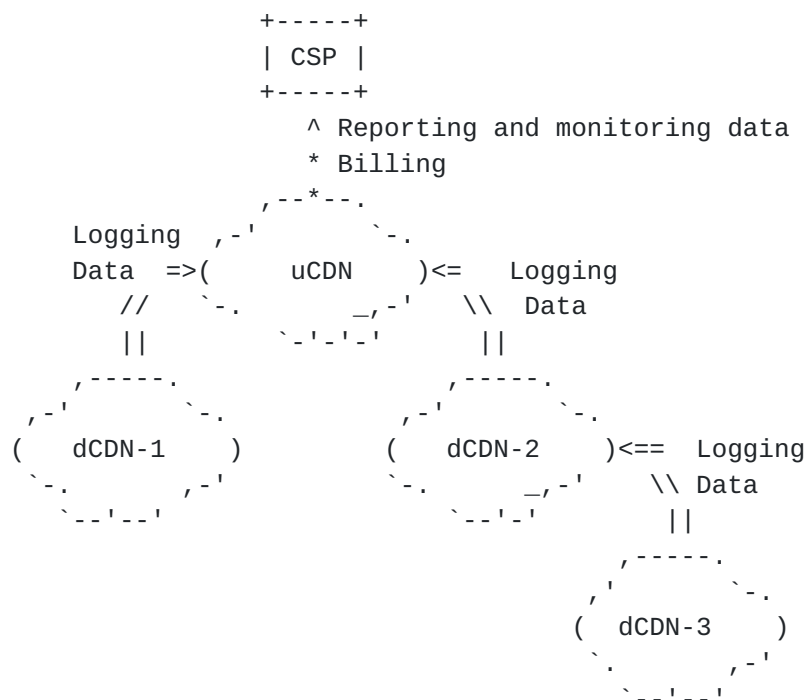 +-----+
| CSP |
+-----+
^ Reporting and monitoring data
* Billing
,--*--.
Logging ,-' `-.
Data =>( uCDN )<= Logging
// `-. _,-' \\ Data
|| `-'-'-' ||
,-----. ,-----.
,-' `-. ,-' `-.
( dCDN-1 ) ( dCDN-2 )<== Logging
`-. ,-' `-. _,-' \\ Data
`--'--' `--'-' ||
,-----.
,' `-.
( dCDN-3 )
`. ,-'
`--'--'